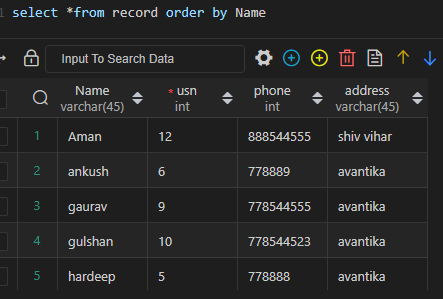 1 select *from record order by Name
Input To Search Data
Name * usn phone address
varchar(45) int int varchar(45)
1 Aman 12 888544555 shiv vihar
2 ankush 6 778889 avantika
3 gaurav 9 778544555 avantika
4 gulshan 10 778544523 avantika
5 hardeep 5 778888 avantika